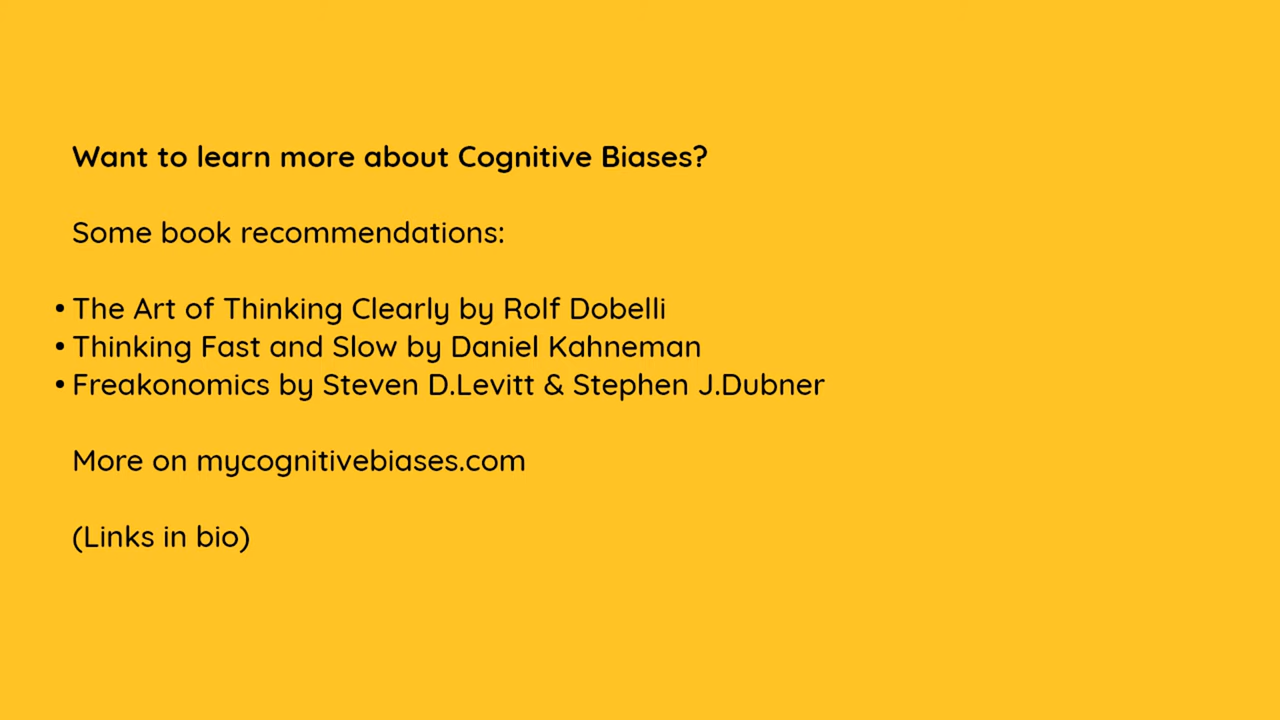 Want to learn more about Cognitive Biases?
Some book recommendations:
• The Art of Thinking Clearly by Rolf Dobelli
• Thinking Fast and Slow by Daniel Kahneman
• Freakonomics by Steven D.Levitt & Stephen J.Dubner
More on mycognitivebiases.com
(Links in bio)